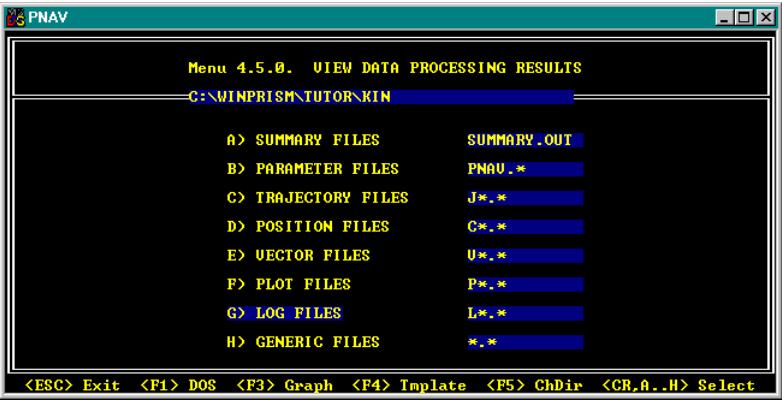 PNAV
Menu 4.5.0. VIEW DATA PROCESSING RESULTS
C:\WINPRISM\TUTOR\KIN
A) SUMMARY FILES SUMMARY.OUT
B) PARAMETER FILES PNAV.*
C) TRAJECTORY FILES J*.*
D) POSITION FILES C*.*
E) VECTOR FILES V*.*
F) PLOT FILES P*.*
G) LOG FILES L*.*
H) GENERIC FILES *.*
<ESC> Exit <F1> DOS <F3> Graph <F4> Tmplate <F5> ChDir <CR,A..H> Select